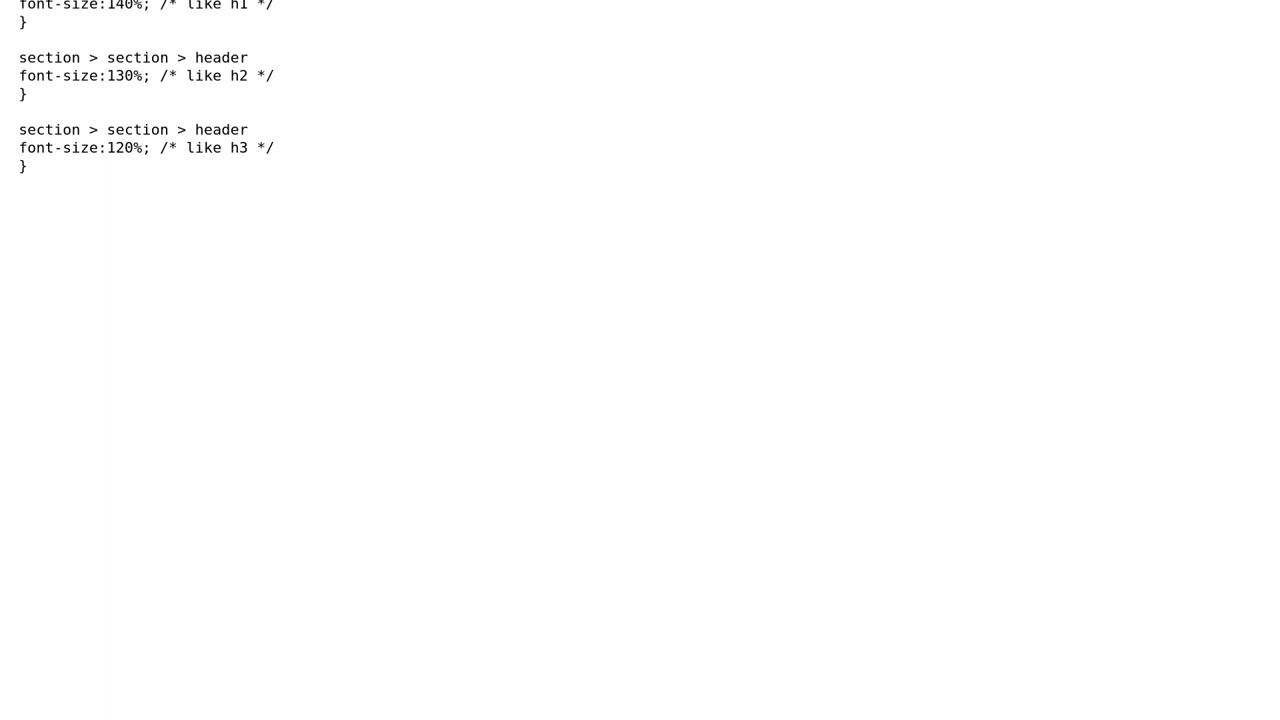 font-size:140%; /* like h1 */
}
section > section > header
font-size:130%; /* like h2 */
}
section > section > header
font-size:120%; /* like h3 */
}